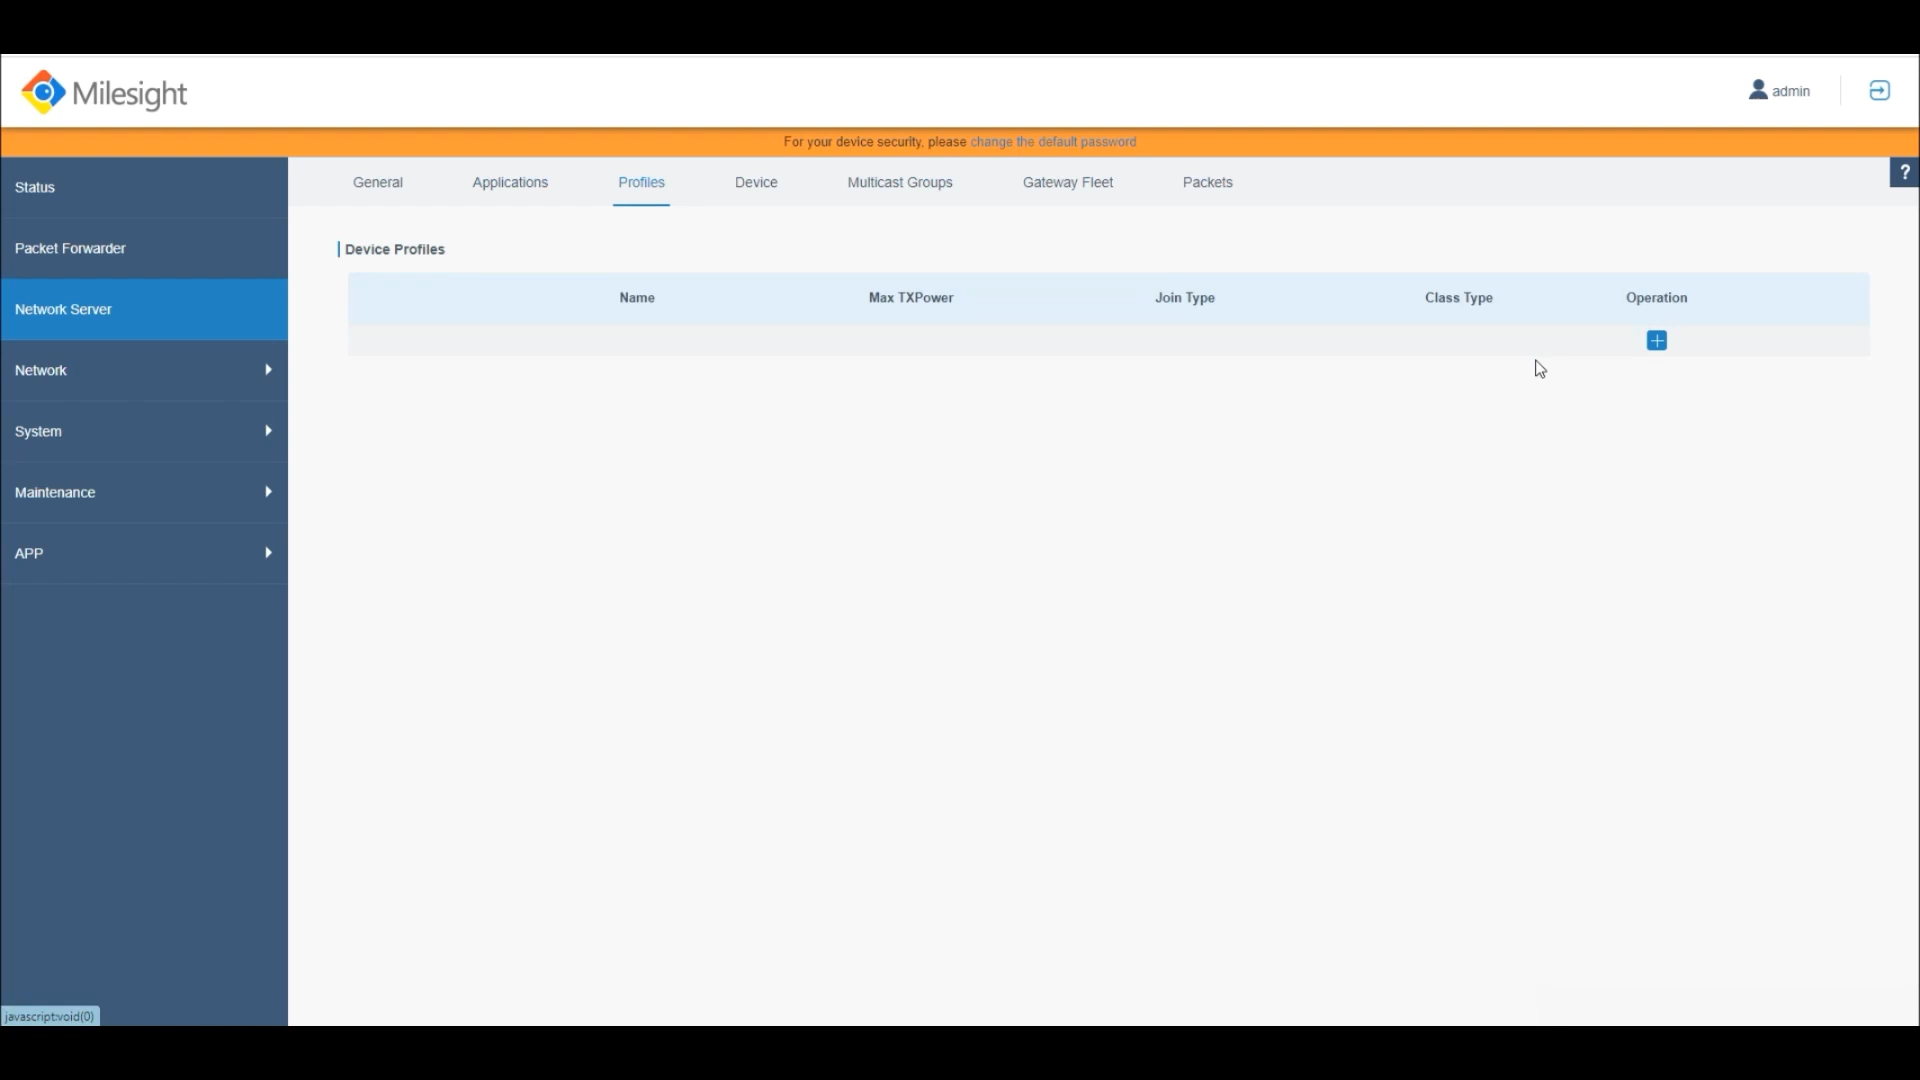 Milesight
admin
For your device security, please change the default password
Status
Packet Forwarder
Network Server
Network
System
Maintenance
APP
General Applications Profiles Device Multicast Groups Gateway Fleet Packets
?
Device Profiles
Name Max TXPower Join Type Class Type Operation
javascript:void(0)